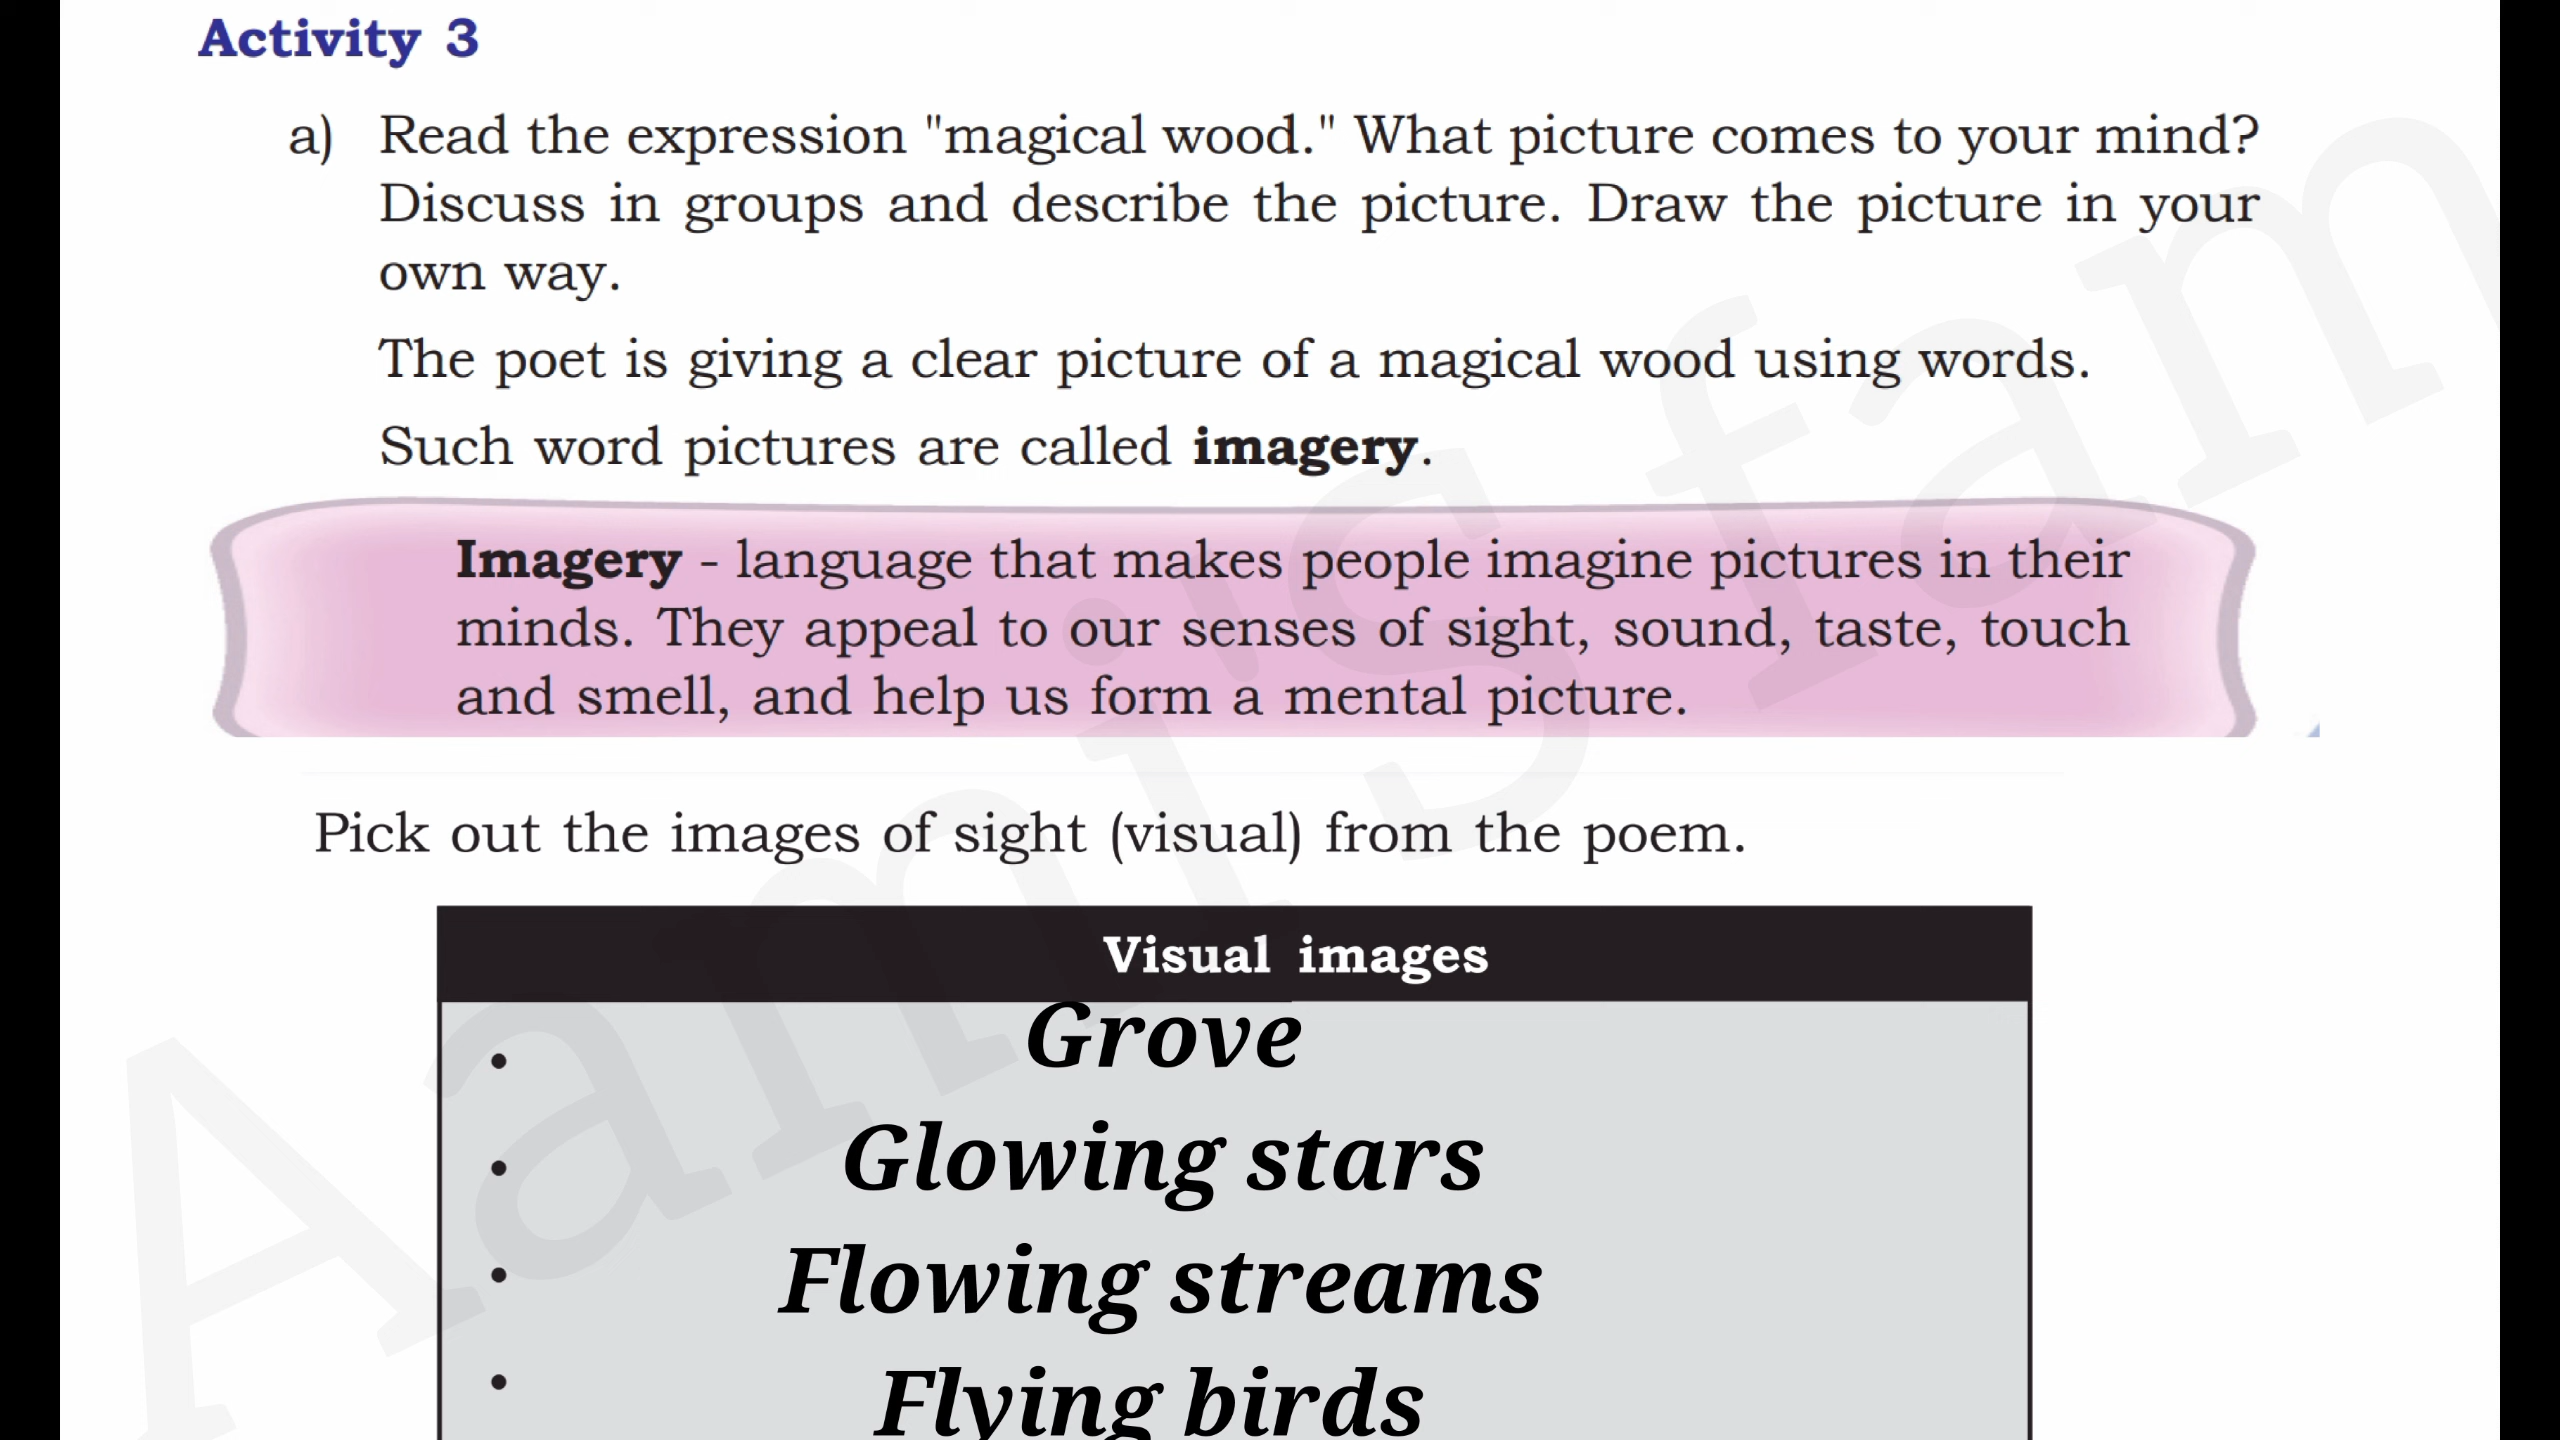 Activity 3
a) Read the expression "magical wood." What picture comes to your mind?
Discuss in groups and describe the picture. Draw the picture in your
own way.
The poet is giving a clear picture of a magical wood using words.
Such word pictures are called imagery.
Imagery - language that makes people imagine pictures in their
minds. They appeal to our senses of sight, sound, taste, touch
and smell, and help us form a mental picture.
Pick out the images of sight (visual) from the poem.
Visual images
• Grove
• Glowing stars
• Flowing streams
• Flying birds
Aami's fam